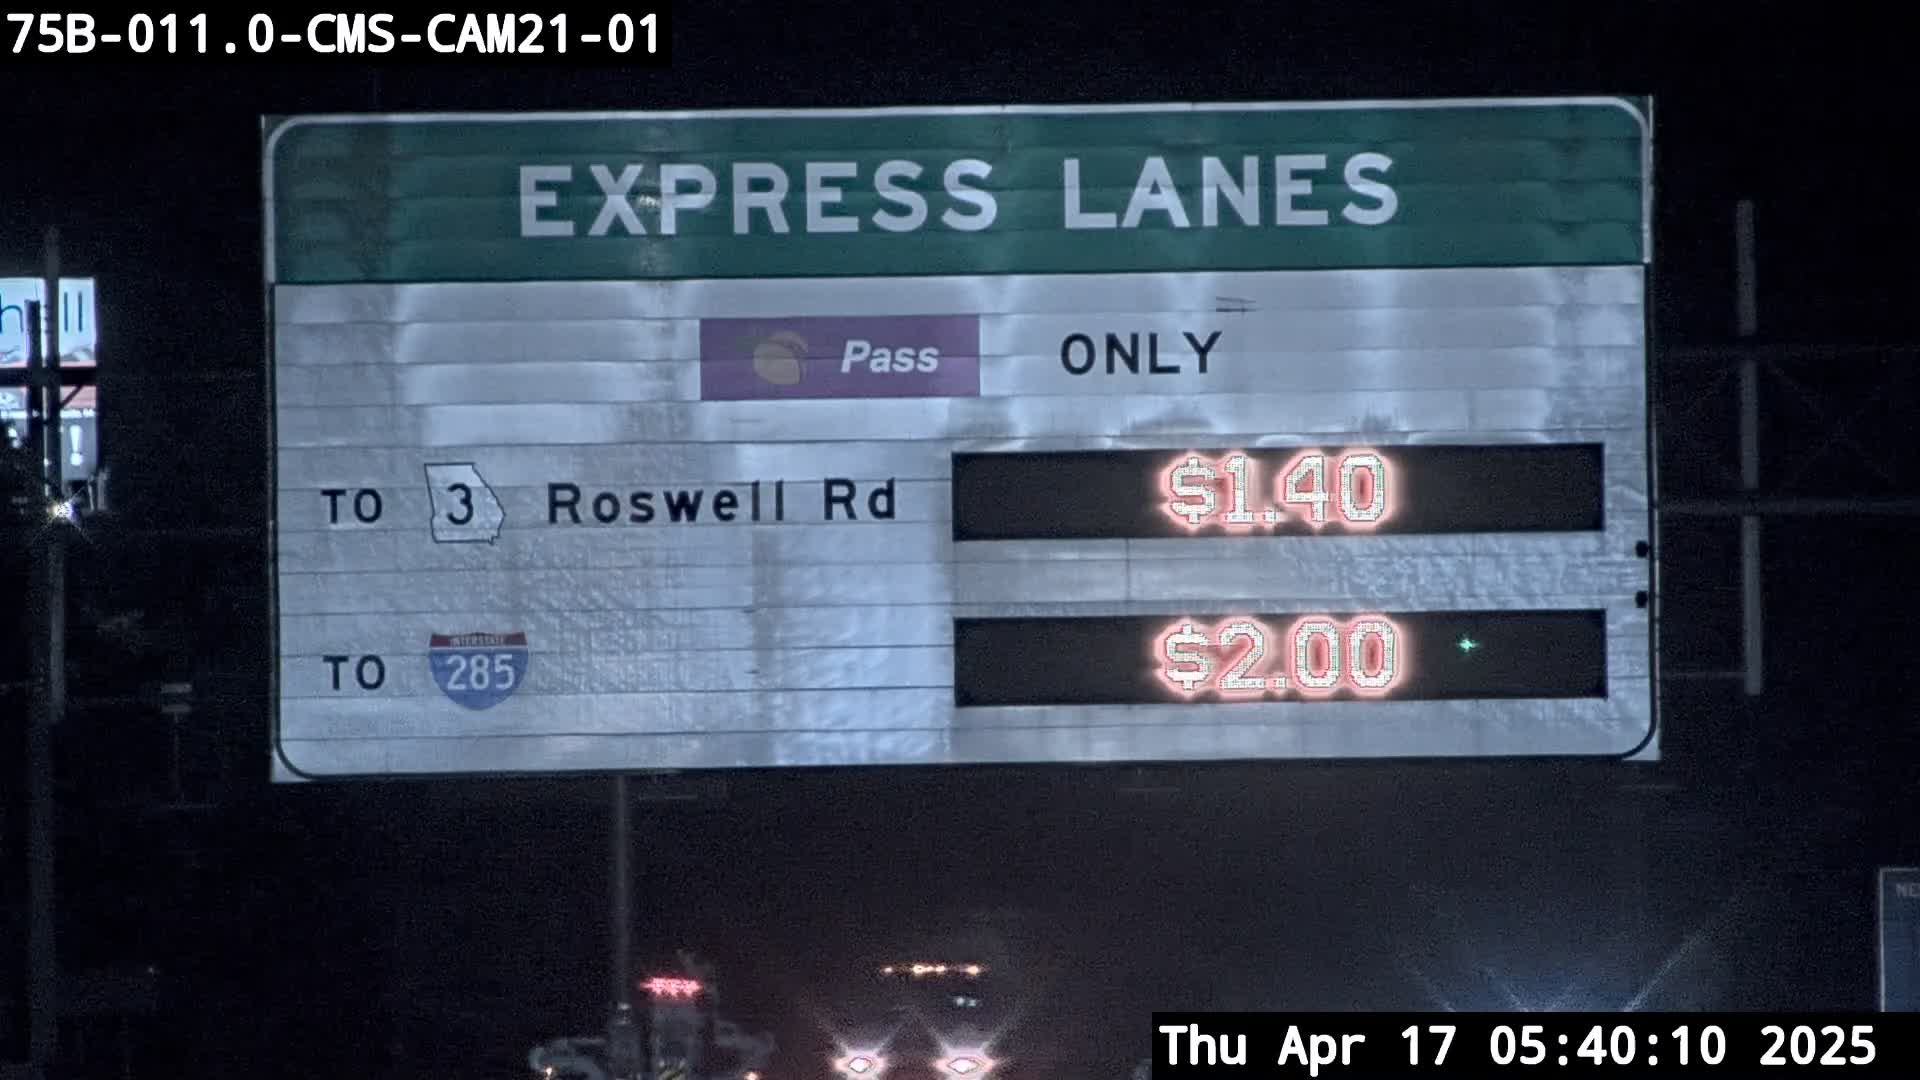 75B-011.0-CMS-CAM21-01
EXPRESS LANES
Pass ONLY
TO 3 Roswell Rd $1.40
INTERSTATE
TO 285 $2.00
Thu Apr 17 05:40:10 2025